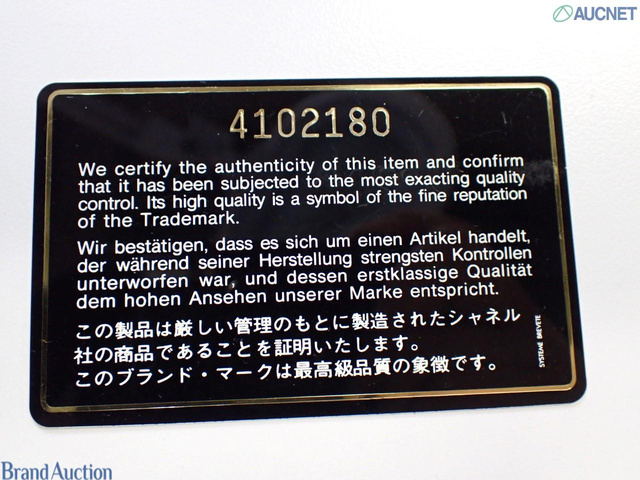 AUCNET
4102180
We certify the authenticity of this item and confirm
that it has been subjected to the most exacting quality
control. Its high quality is a symbol of the fine reputation
of the Trademark.
Wir bestätigen, dass es sich um einen Artikel handelt,
der während seiner Herstellung strengsten Kontrollen
unterworfen war, und dessen erstklassige Qualität
dem hohen Ansehen unserer Marke entspricht.
この製品は厳しい管理のもとに製造されたシャネル
社の商品であることを証明いたします。
このブランド・マークは最高級品質の象徴です。
SYSTEME BREVETE
Brand Auction